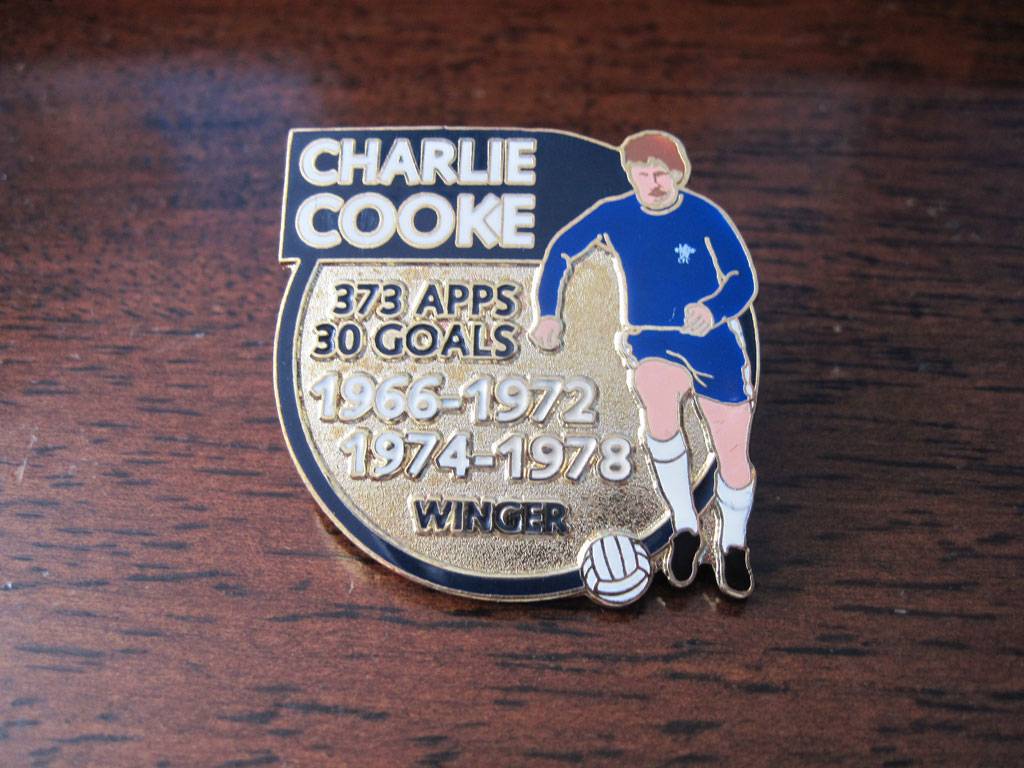 CHARLIE
COOKE
373 APPS
30 GOALS
1966-1972
1974-1978
WINGER